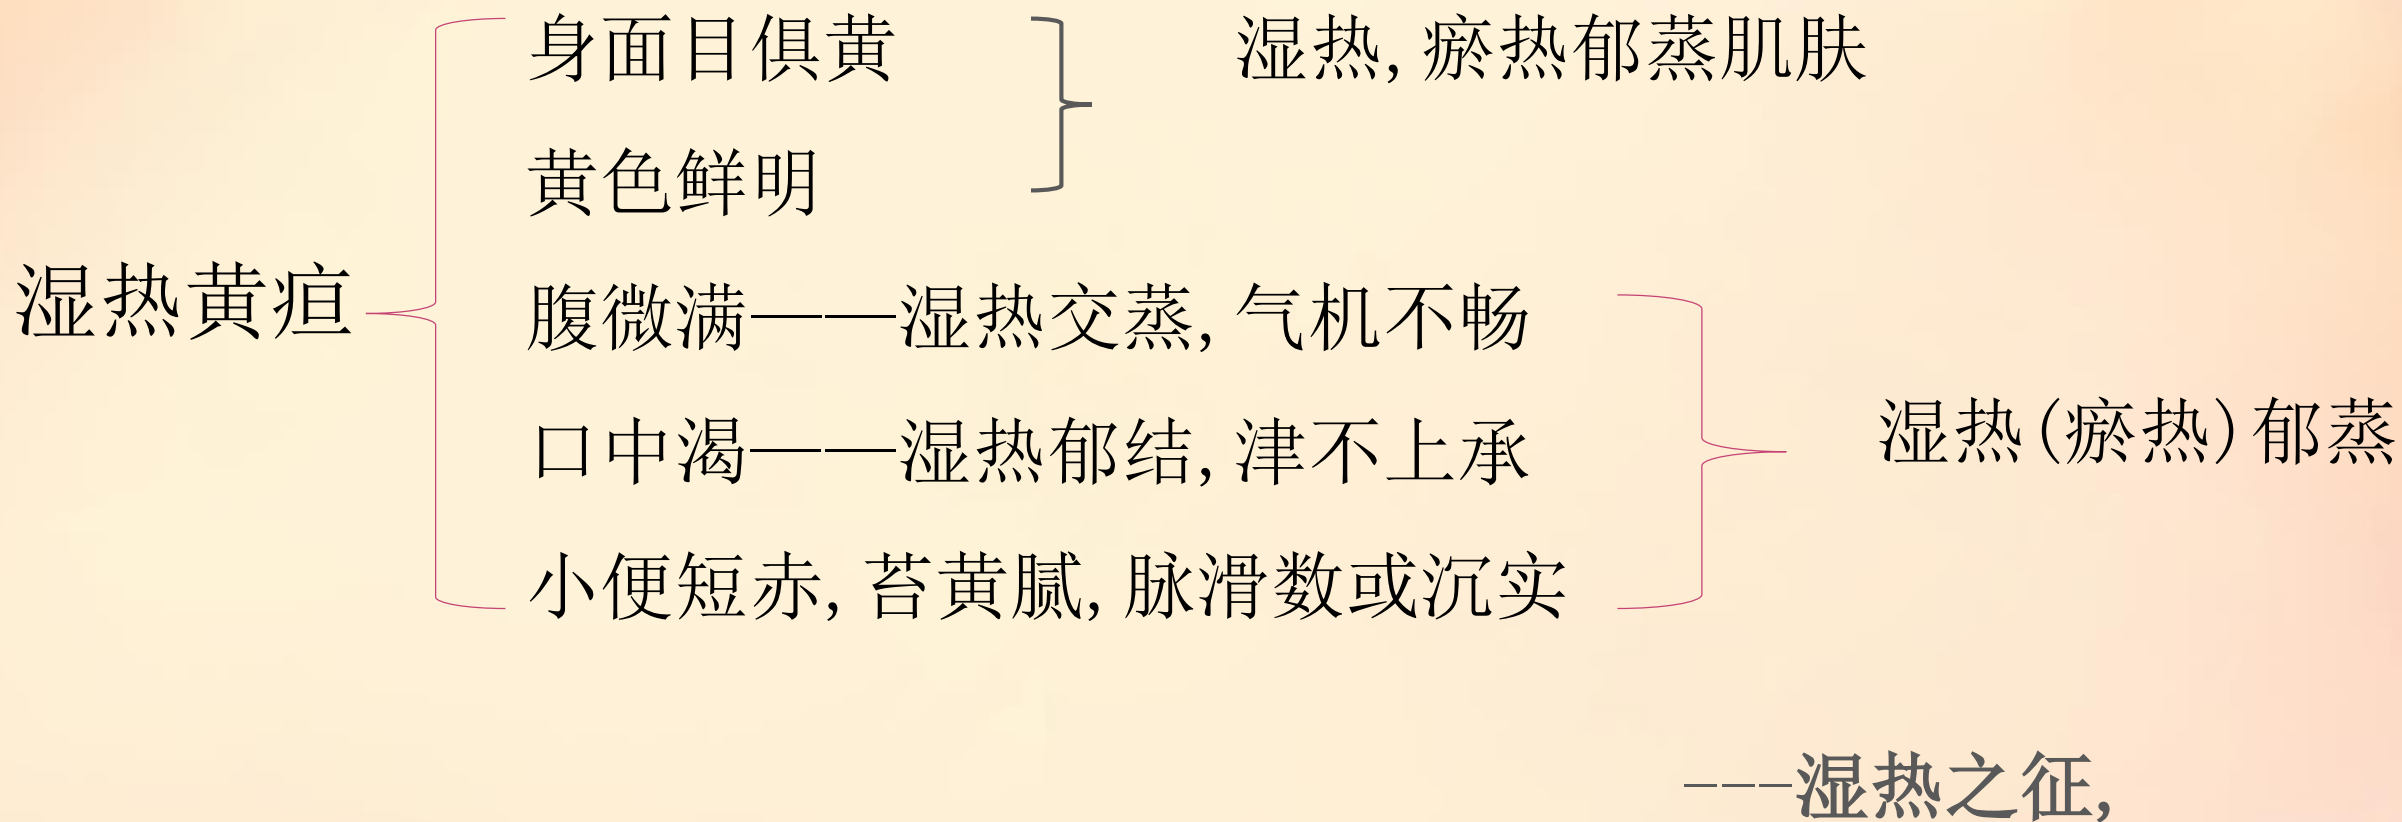 身面目俱黄
湿热,瘀热郁蒸肌肤
黄色鲜明
湿热黄疸
腹微满——湿热交蒸,气机不畅
口中渴——湿热郁结,津不上承
湿热(瘀热)郁蒸
小便短赤,苔黄腻,脉滑数或沉实
---湿热之征,